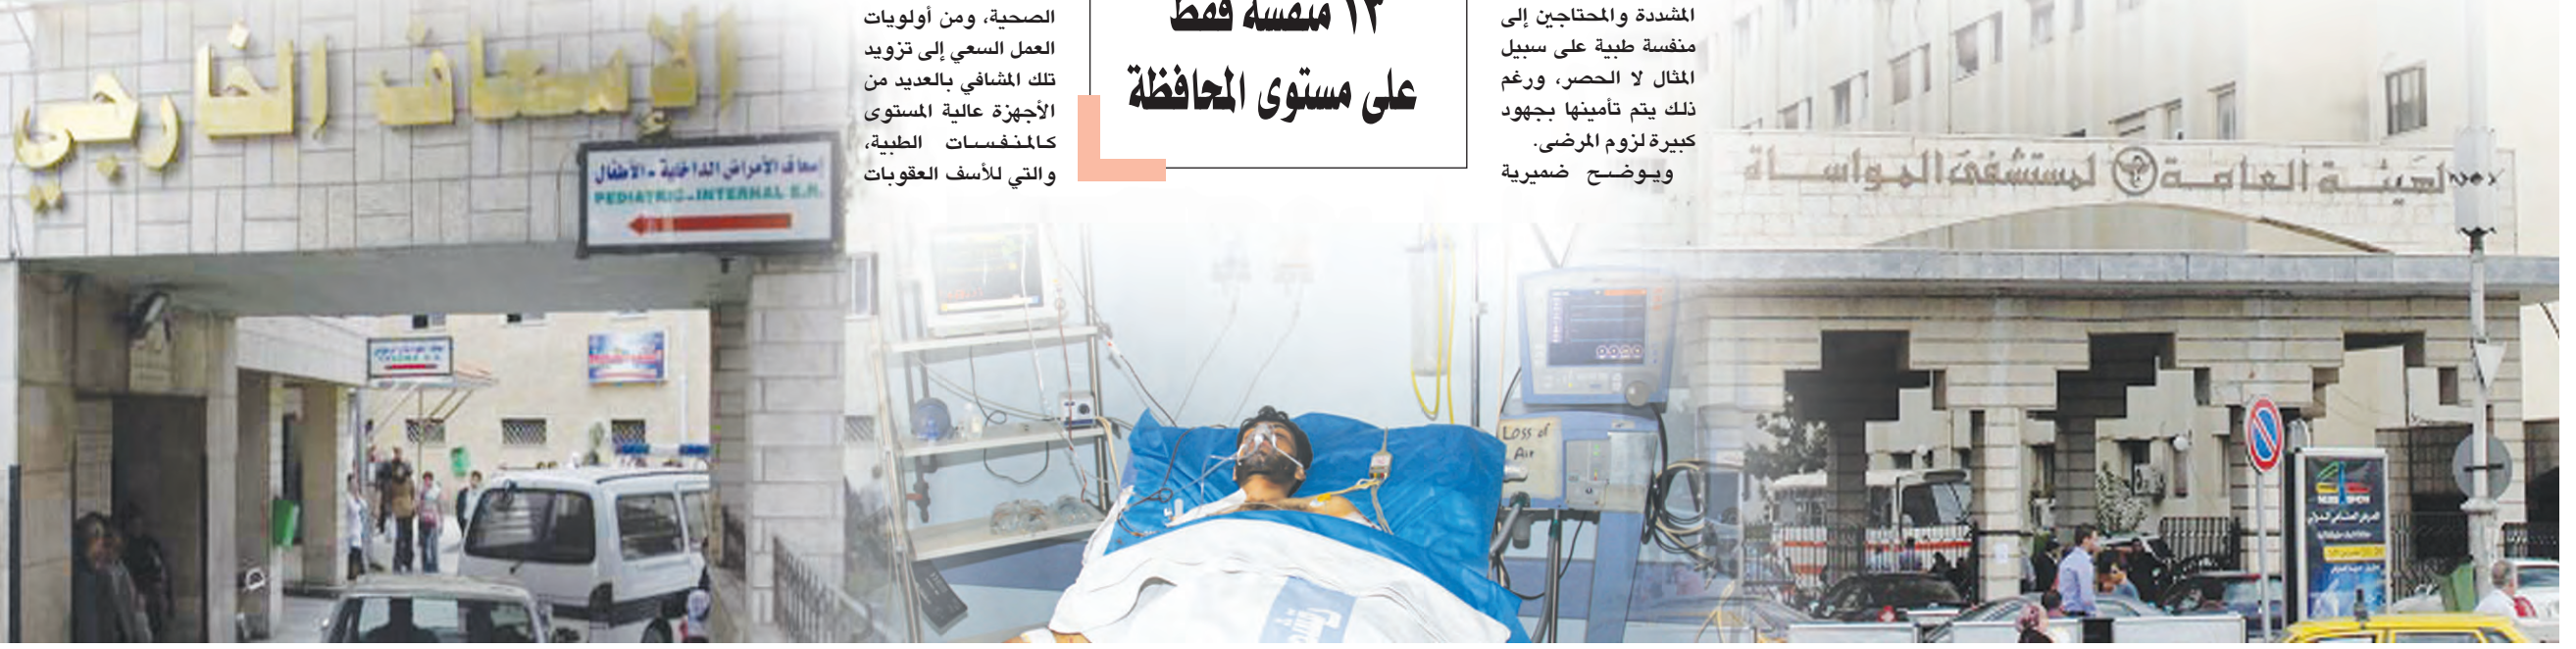 المشددة والمحتاجين إلى
منفسة طبية على سبيل
المثال لا الحصر، ورغم
ذلك يتم تأمينها بجهود
كبيرة لزوم المرضى.
ويوضح ضميرية
١٣ منفسة فقط
على مستوى المحافظة
الصحية، ومن أولويات
العمل السعي إلى تزويد
تلك المشافي بالعديد من
الأجهزة عالية المستوى
كالمنفسات الطبية،
والتي للأسف العقوبات
الهيئة العامة لمستشفى المواساة
الإسعاف الخارجي
إسعاف الأمراض الداخلية - الأطفال
PEDIATRIC-INTERNAL E.R.
Loss of
Air